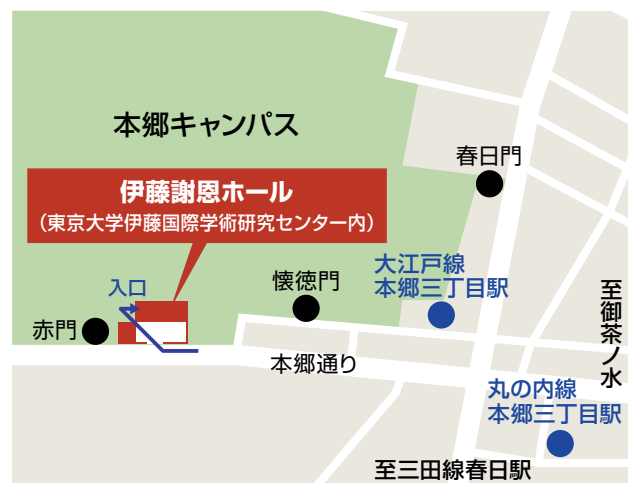 本郷キャンパス
春日門
伊藤謝恩ホール
（東京大学伊藤国際学術研究センター内）
大江戸線
本郷三丁目駅
入口
懐徳門
赤門
本郷通り
至御茶ノ水
丸の内線
本郷三丁目駅
至三田線春日駅